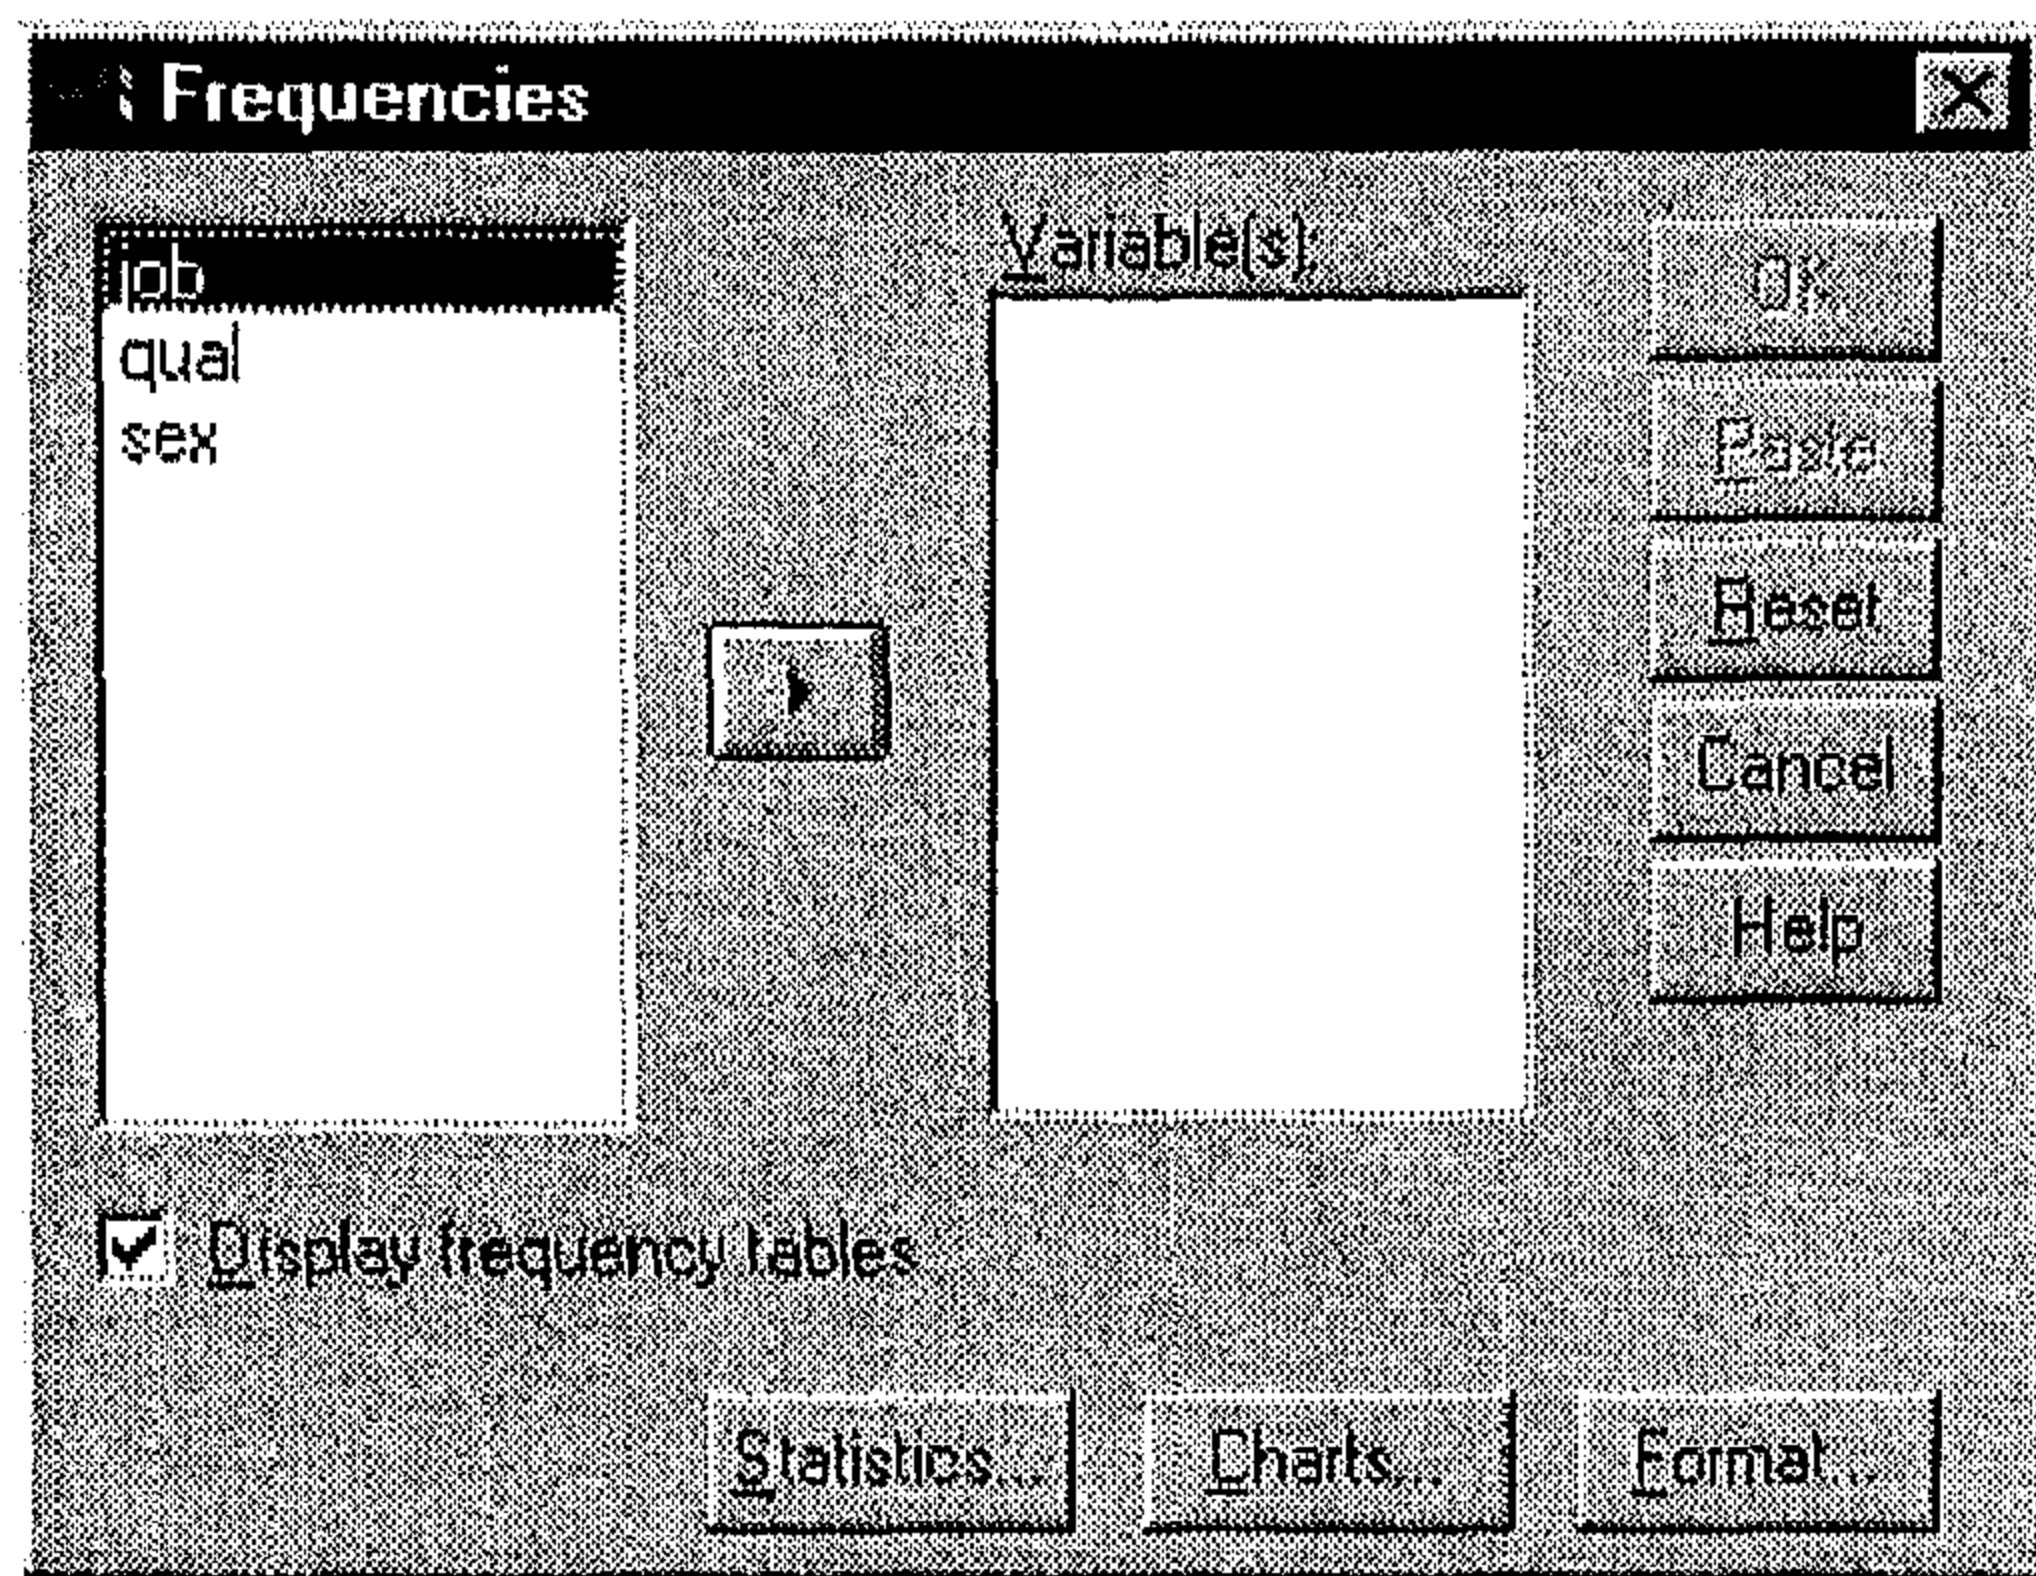 Frequencies
job
qual
sex
Variable(s):
OK
Paste
Reset
Cancel
Help
Display frequency tables
Statistics...
Charts...
Format...